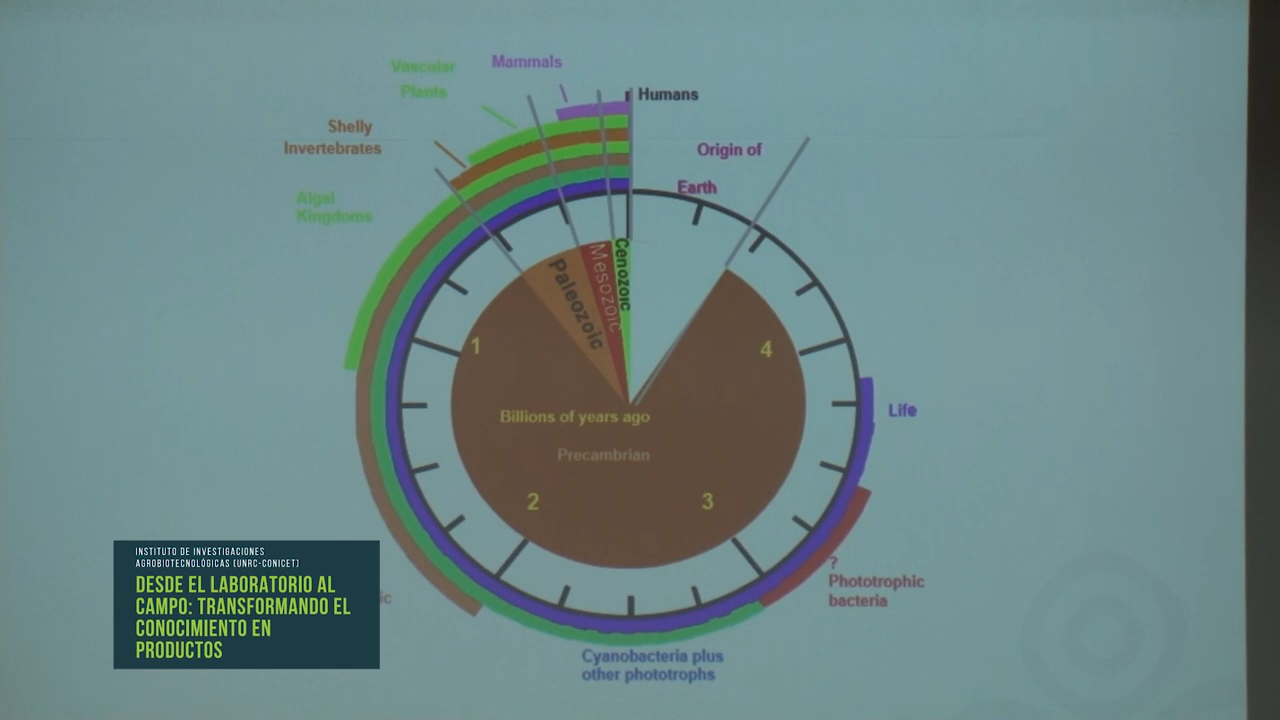 Mammals
Vascular
Plants
Humans
Shelly
Invertebrates
Origin of
Earth
Algal
Kingdoms
Cenozoic
Mesozoic
Paleozoic
1
4
Life
Billions of years ago
Precambrian
2
3
?
Phototrophic
bacteria
ic
Cyanobacteria plus
other phototrophs
INSTITUTO DE INVESTIGACIONES
AGROBIOTECNOLÓGICAS (UNRC-CONICET)
DESDE EL LABORATORIO AL
CAMPO: TRANSFORMANDO EL
CONOCIMIENTO EN
PRODUCTOS